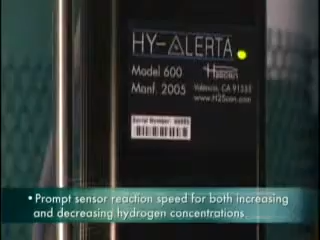 HY-ALERTA
Model 600
H2scan
Manf. 2005
Valencia, CA 91355
www.H2Scan.com
Serial Number:
• Prompt sensor reaction speed for both increasing
and decreasing hydrogen concentrations